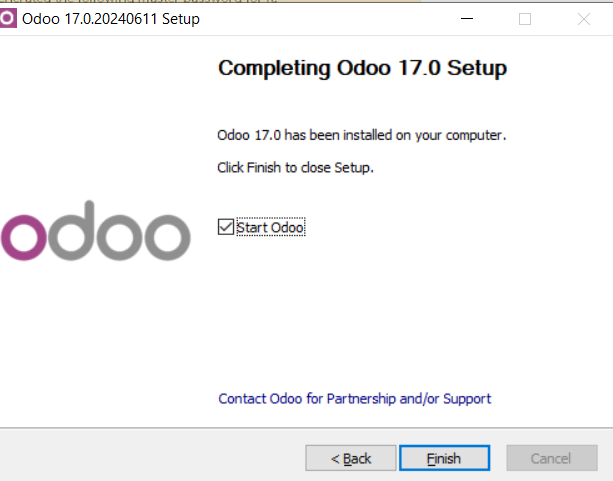 Odoo 17.0.20240611 Setup
Completing Odoo 17.0 Setup
Odoo 17.0 has been installed on your computer.
Click Finish to close Setup.
Start Odoo
odoo
Contact Odoo for Partnership and/or Support
< Back
Finish
Cancel